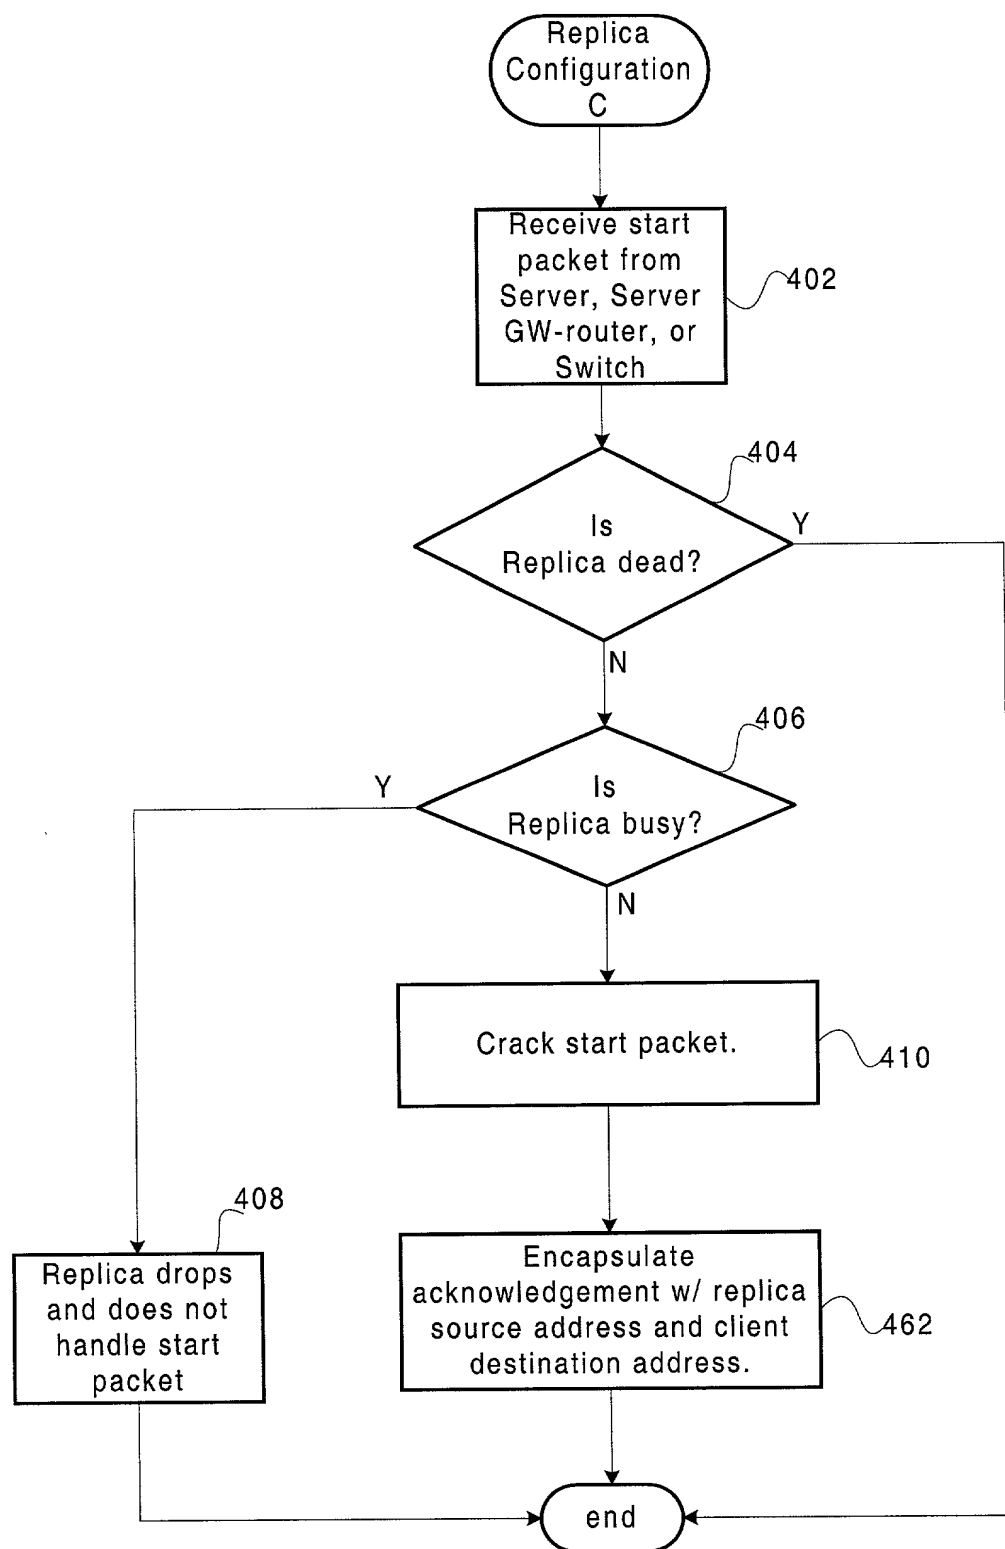 Replica
Configuration
C
Receive start
packet from
Server, Server
GW-router, or
Switch
402
404
Is
Replica dead?
Y
N
406
Is
Replica busy?
Y
N
Crack start packet.
410
408
Replica drops
and does not
handle start
packet
Encapsulate
acknowledgement w/ replica
source address and client
destination address.
462
end